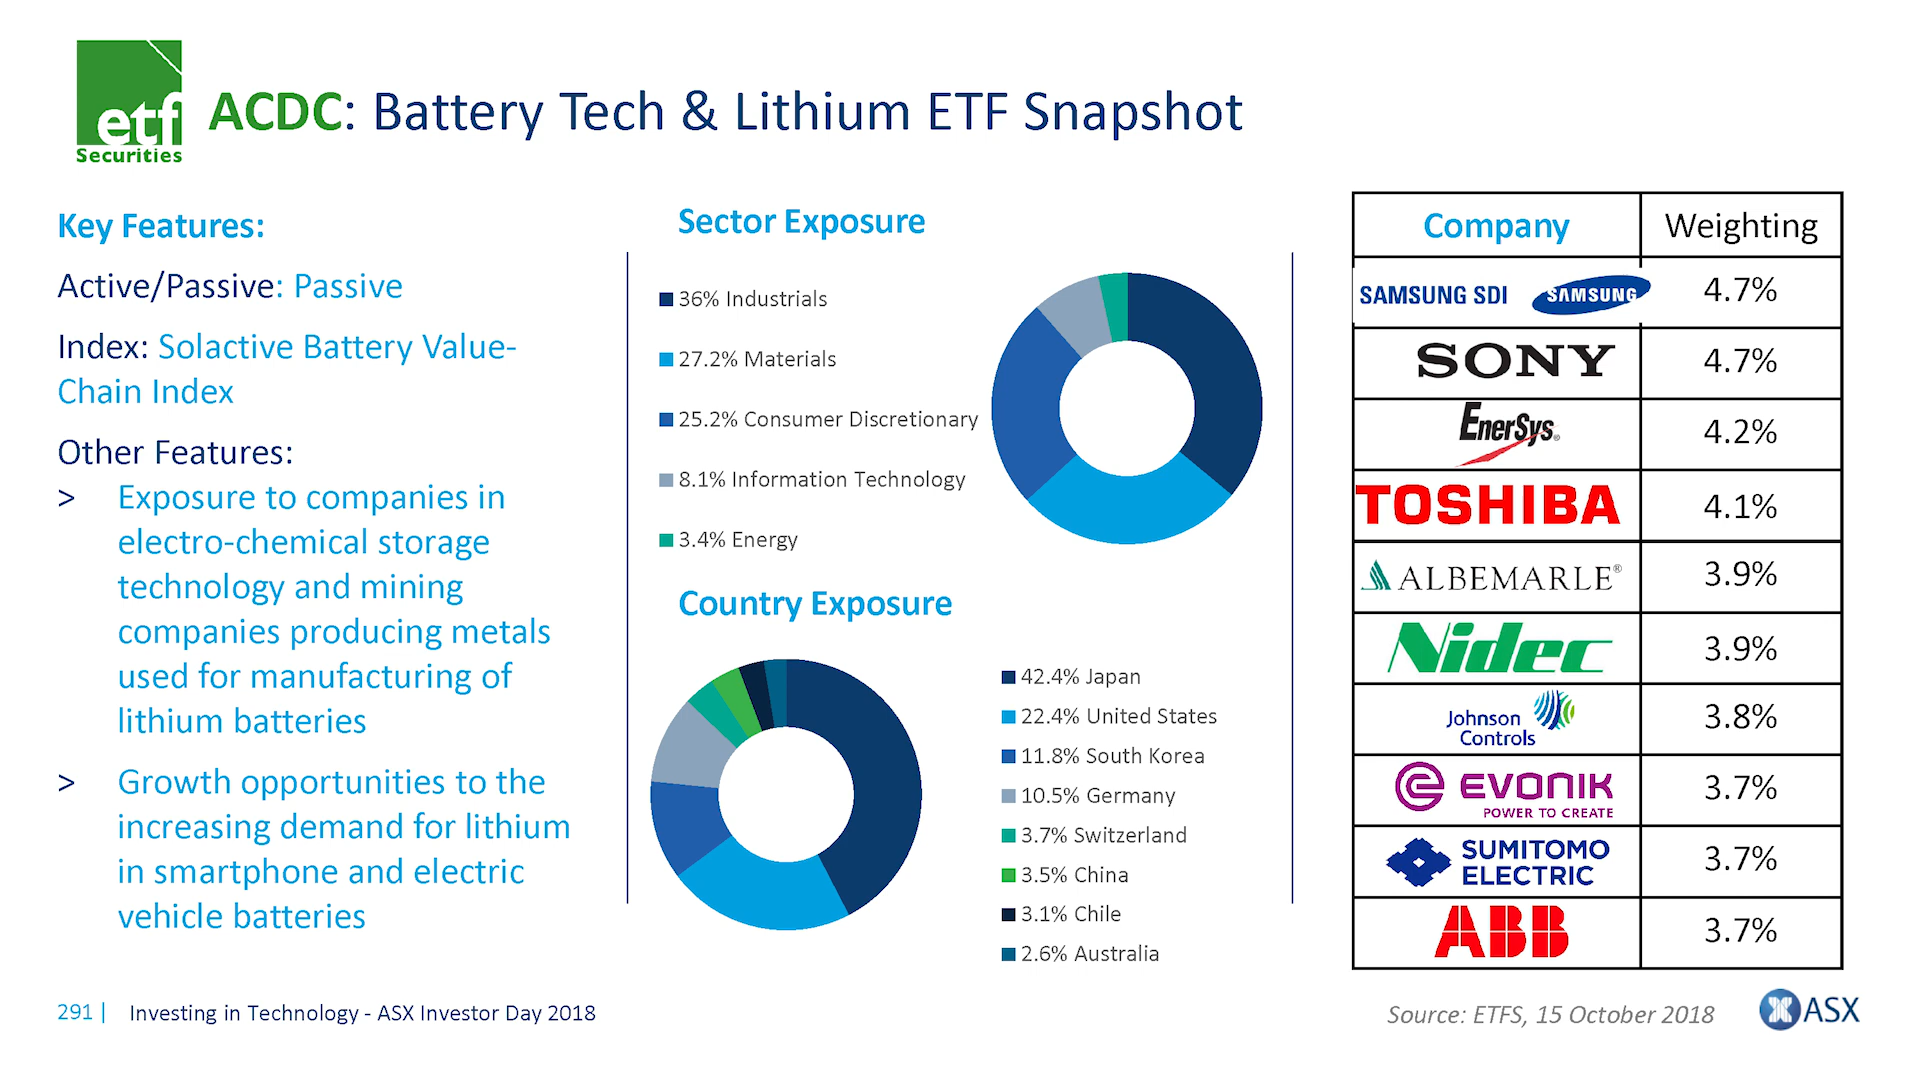 etf
Securities
ACDC: Battery Tech & Lithium ETF Snapshot
Key Features:
Active/Passive: Passive
Index: Solactive Battery Value-
Chain Index
Other Features:
> Exposure to companies in
electro-chemical storage
technology and mining
companies producing metals
used for manufacturing of
lithium batteries
> Growth opportunities to the
increasing demand for lithium
in smartphone and electric
vehicle batteries
Sector Exposure
36% Industrials
27.2% Materials
25.2% Consumer Discretionary
8.1% Information Technology
3.4% Energy
Country Exposure
42.4% Japan
22.4% United States
11.8% South Korea
10.5% Germany
3.7% Switzerland
3.5% China
3.1% Chile
2.6% Australia
Company Weighting
SAMSUNG SDI SAMSUNG 4.7%
SONY 4.7%
EnerSys® 4.2%
TOSHIBA 4.1%
ALBEMARLE® 3.9%
Nidec 3.9%
Johnson
Controls 3.8%
EVONIK
POWER TO CREATE 3.7%
SUMITOMO
ELECTRIC 3.7%
ABB 3.7%
291 | Investing in Technology - ASX Investor Day 2018
Source: ETFS, 15 October 2018
ASX